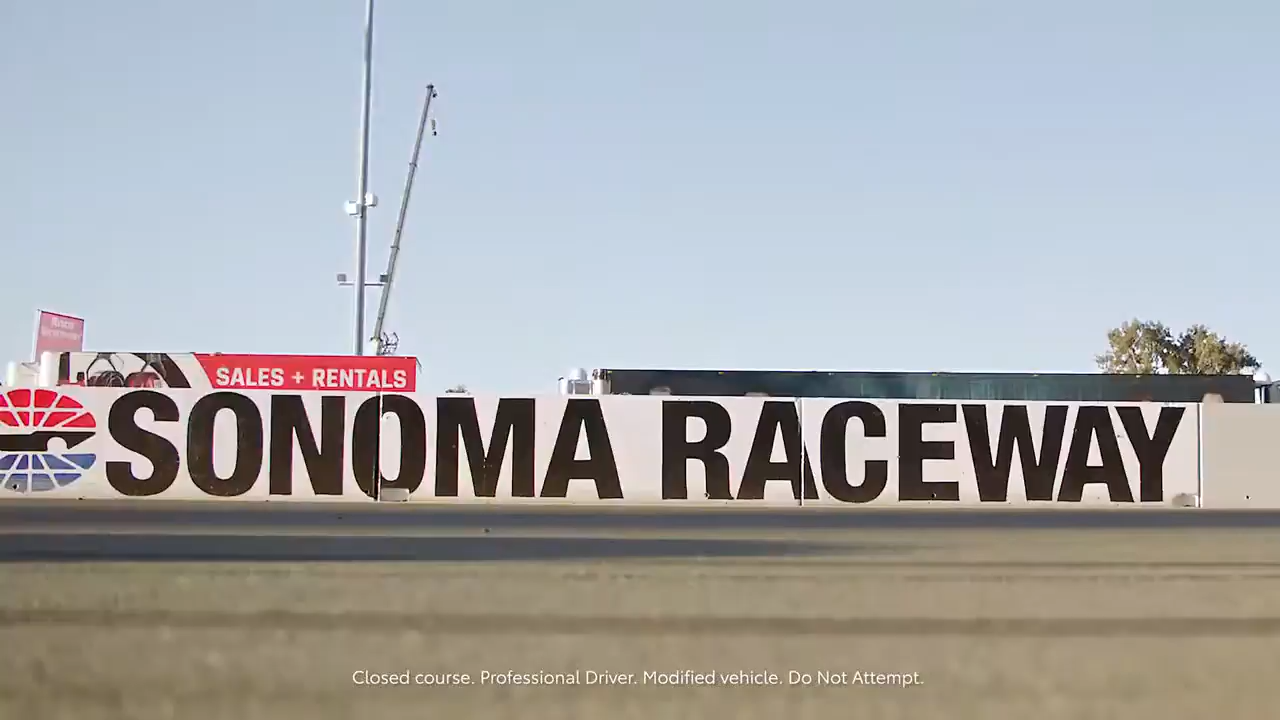 SALES + RENTALS
SONOMA RACEWAY
Closed course. Professional Driver. Modified vehicle. Do Not Attempt.